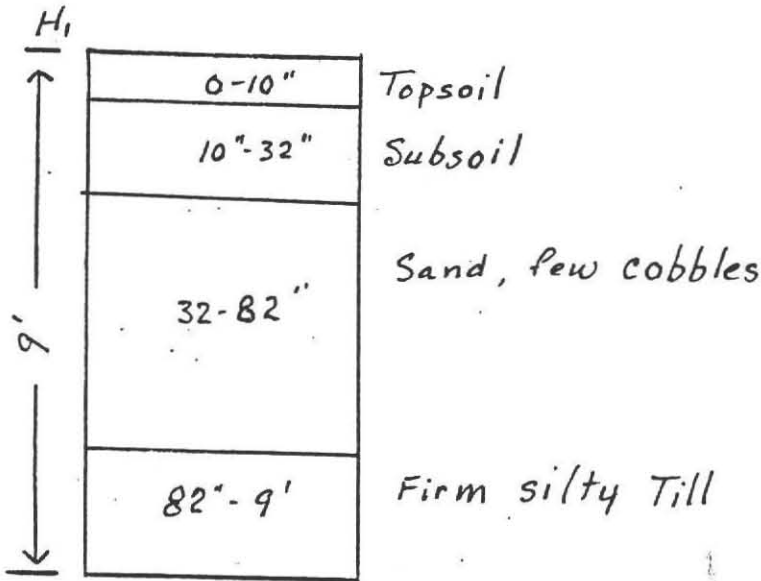 H1
0-10" Topsoil
10"-32" Subsoil
Sand, few cobbles
32-82"
9'
82"-9' Firm silty Till